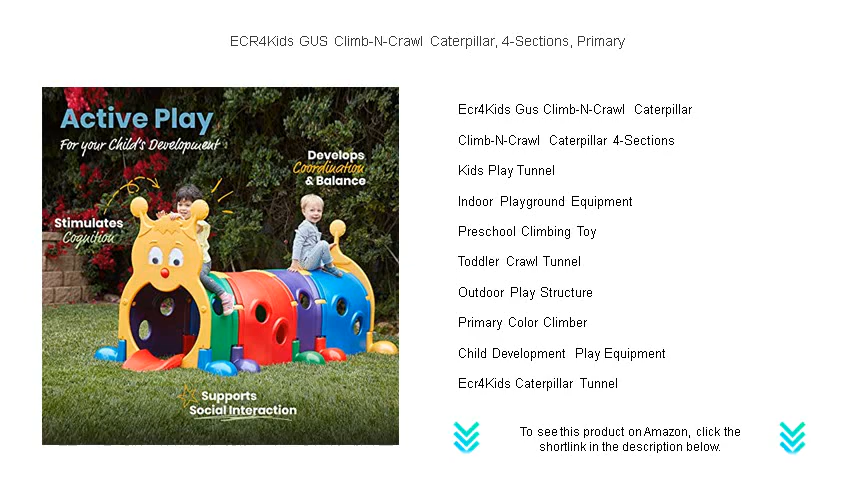 ECR4Kids GUS Climb-N-Crawl Caterpillar, 4-Sections, Primary
Active Play
For your Child's Development
Develops
Coordination
& Balance
Stimulates
Cognition
Supports
Social Interaction
Ecr4Kids Gus Climb-N-Crawl Caterpillar
Climb-N-Crawl Caterpillar 4-Sections
Kids Play Tunnel
Indoor Playground Equipment
Preschool Climbing Toy
Toddler Crawl Tunnel
Outdoor Play Structure
Primary Color Climber
Child Development Play Equipment
Ecr4Kids Caterpillar Tunnel
To see this product on Amazon, click the
shortlink in the description below.